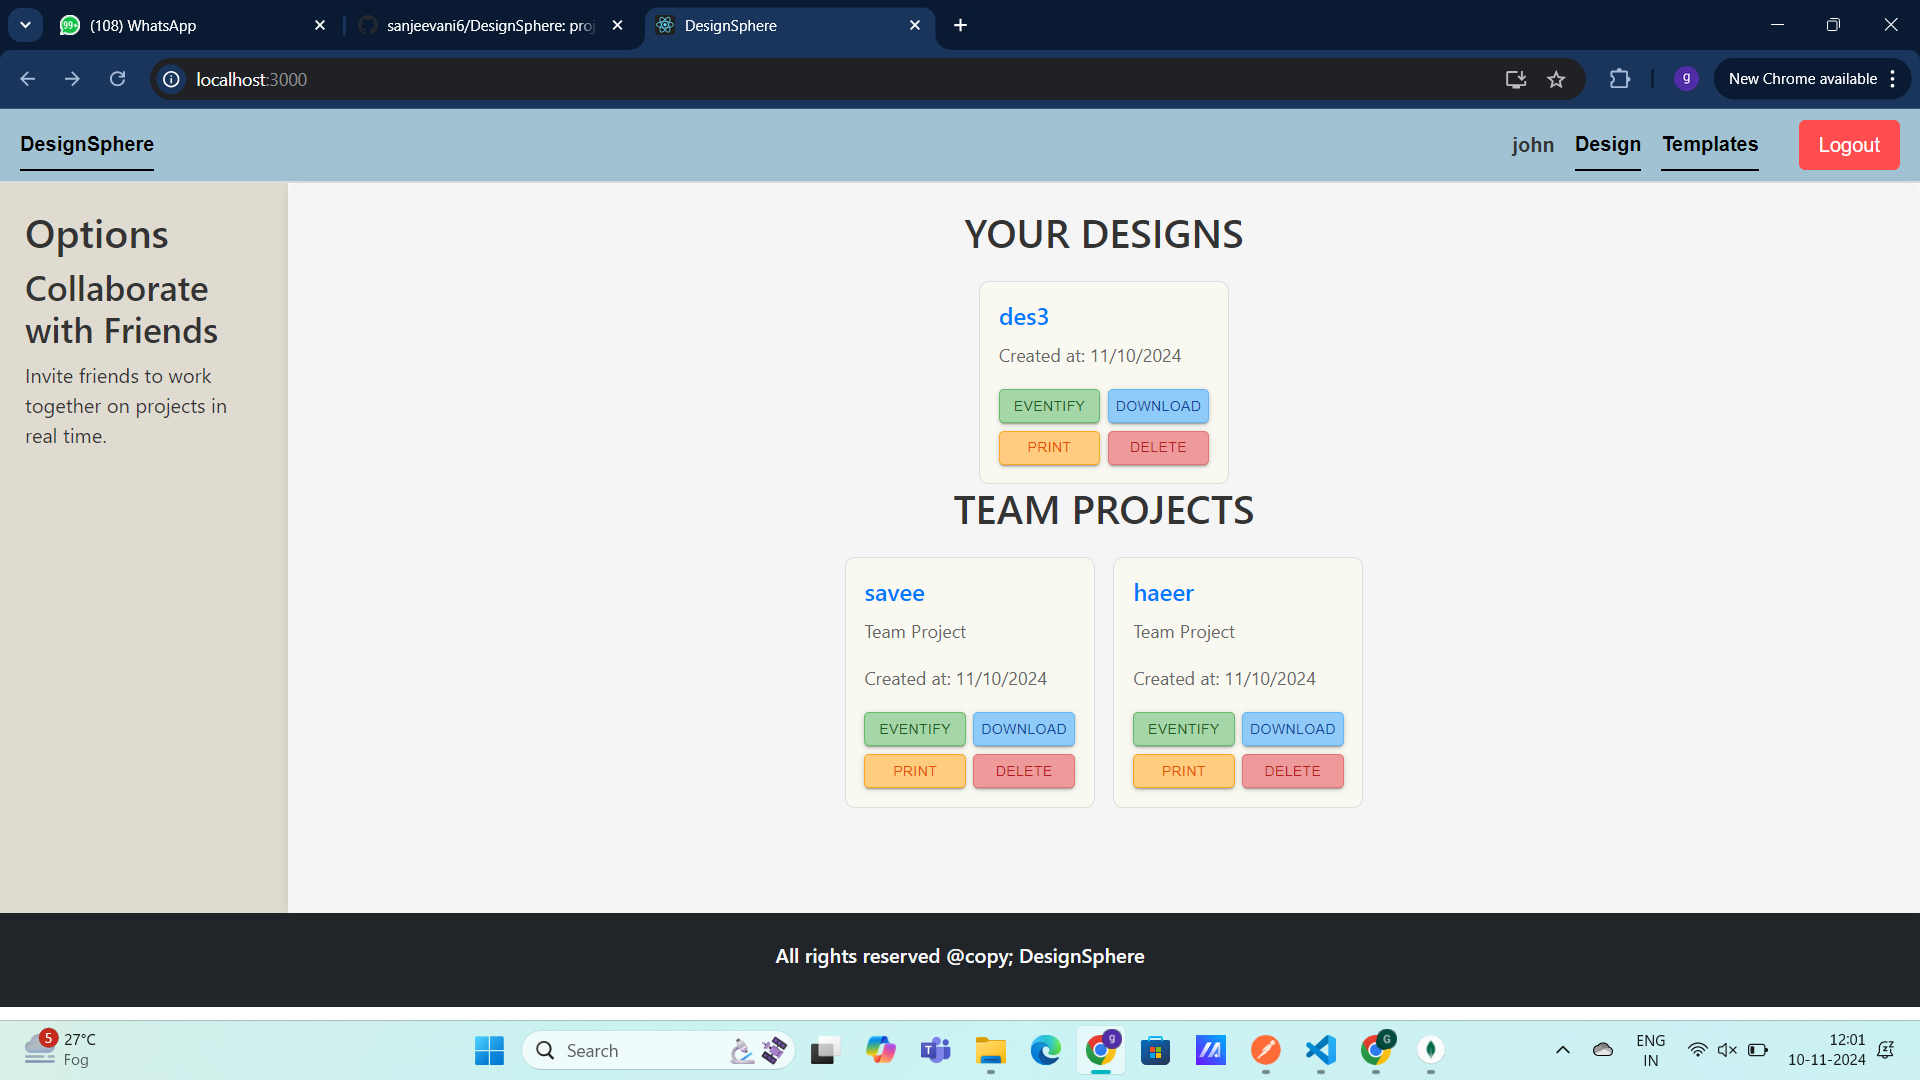 (108) WhatsApp
sanjeevani6/DesignSphere: proj
DesignSphere
localhost:3000
g
New Chrome available
DesignSphere
john
Design
Templates
Logout
Options
Collaborate
with Friends
Invite friends to work
together on projects in
real time.
YOUR DESIGNS
des3
Created at: 11/10/2024
EVENTIFY DOWNLOAD
PRINT DELETE
TEAM PROJECTS
savee
Team Project
Created at: 11/10/2024
EVENTIFY DOWNLOAD
PRINT DELETE
haeer
Team Project
Created at: 11/10/2024
EVENTIFY DOWNLOAD
PRINT DELETE
All rights reserved @copy; DesignSphere
5
27°C
Fog
Search
g
G
ENG
IN
12:01
10-11-2024